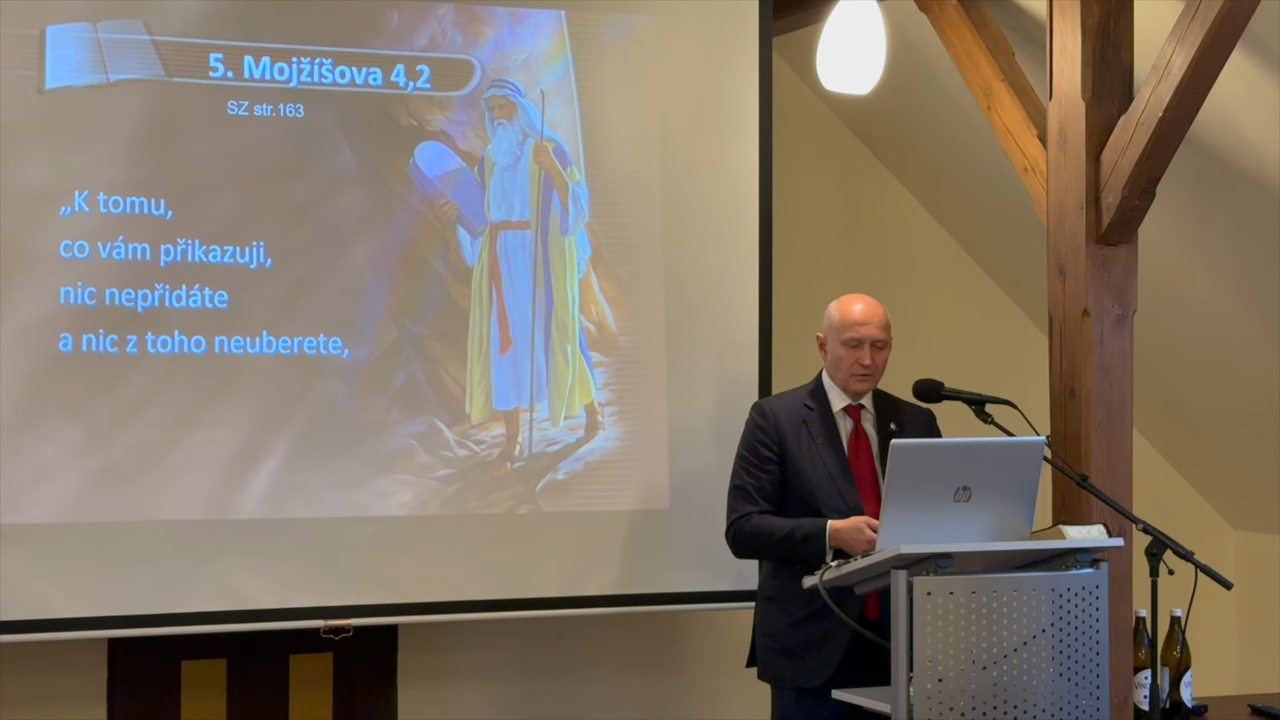 5. Mojžíšova 4,2
SZ str.163
„K tomu,
co vám přikazuji,
nic nepřidáte
a nic z toho neuberete,
hp